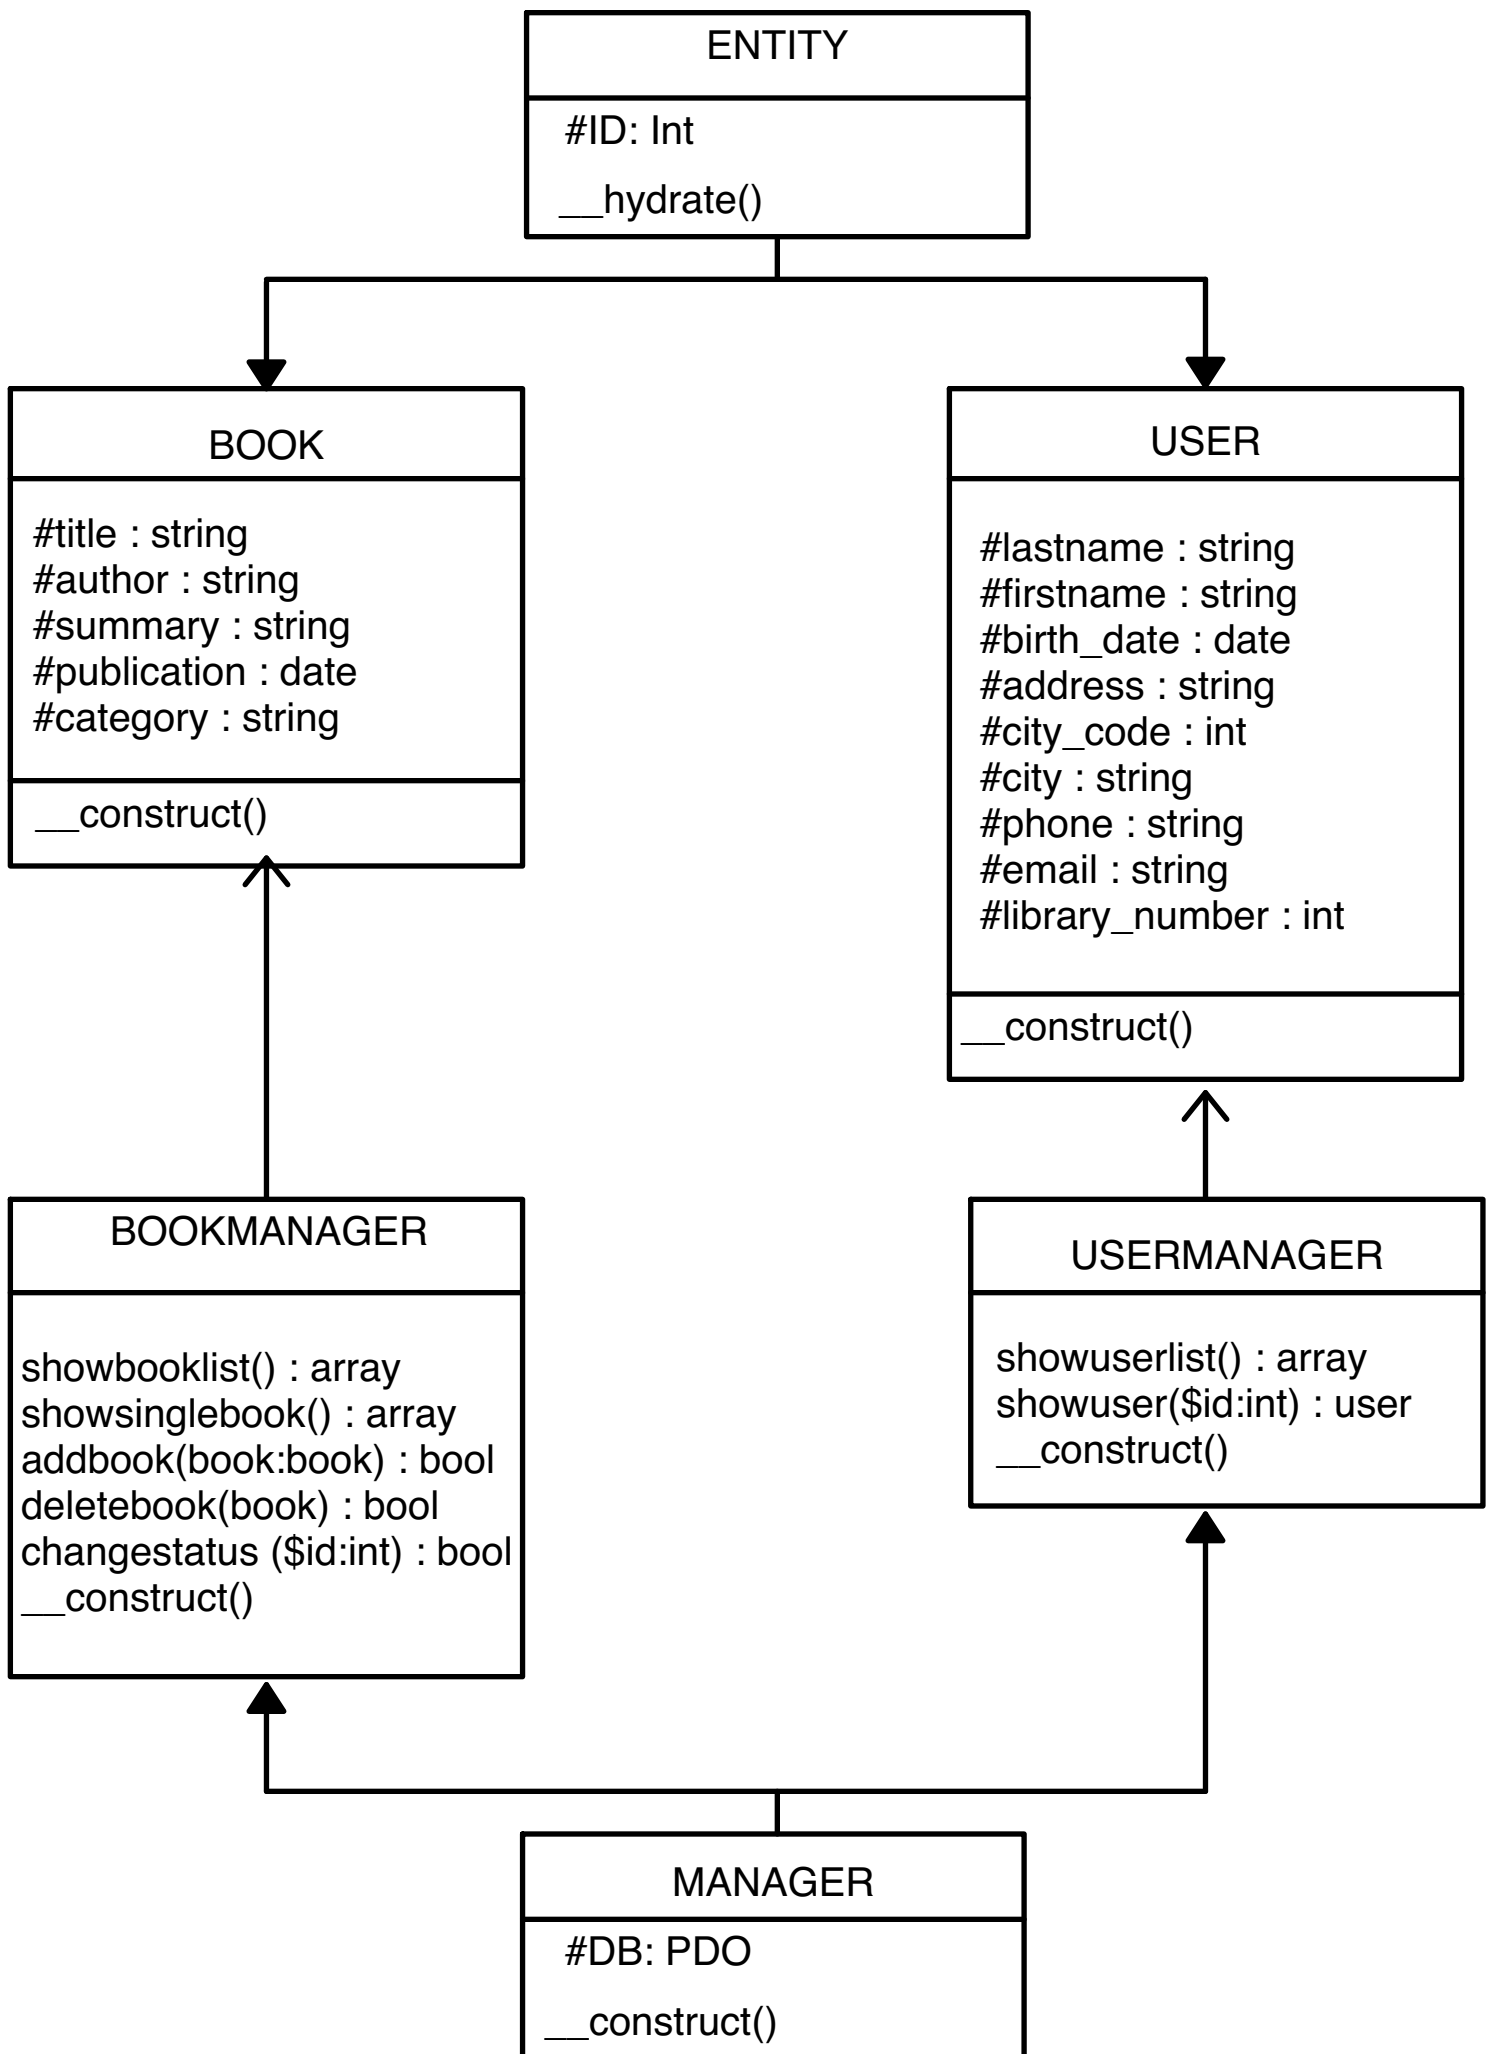 ENTITY
#ID: Int
__hydrate()
BOOK
#title : string
#author : string
#summary : string
#publication : date
#category : string
__construct()
USER
#lastname : string
#firstname : string
#birth_date : date
#address : string
#city_code : int
#city : string
#phone : string
#email : string
#library_number : int
__construct()
BOOKMANAGER
showbooklist() : array
showsinglebook() : array
addbook(book:book) : bool
deletebook(book) : bool
changestatus ($id:int) : bool
__construct()
USERMANAGER
showuserlist() : array
showuser($id:int) : user
__construct()
MANAGER
#DB: PDO
__construct()